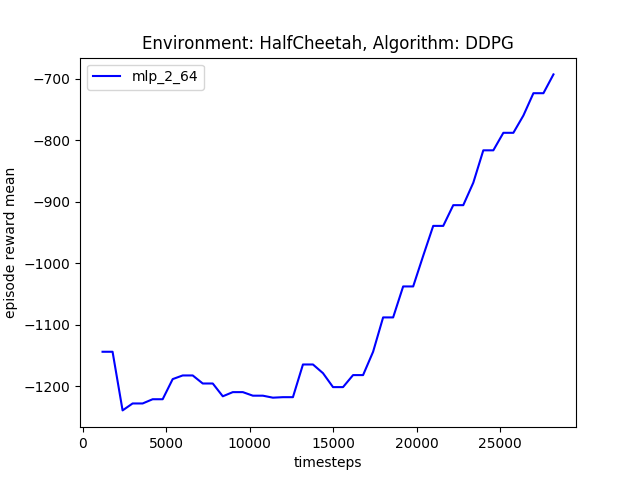 Environment: HalfCheetah, Algorithm: DDPG
mlp_2_64
episode reward mean
−700
−800
−900
−1000
−1100
−1200
0 5000 10000 15000 20000 25000
timesteps